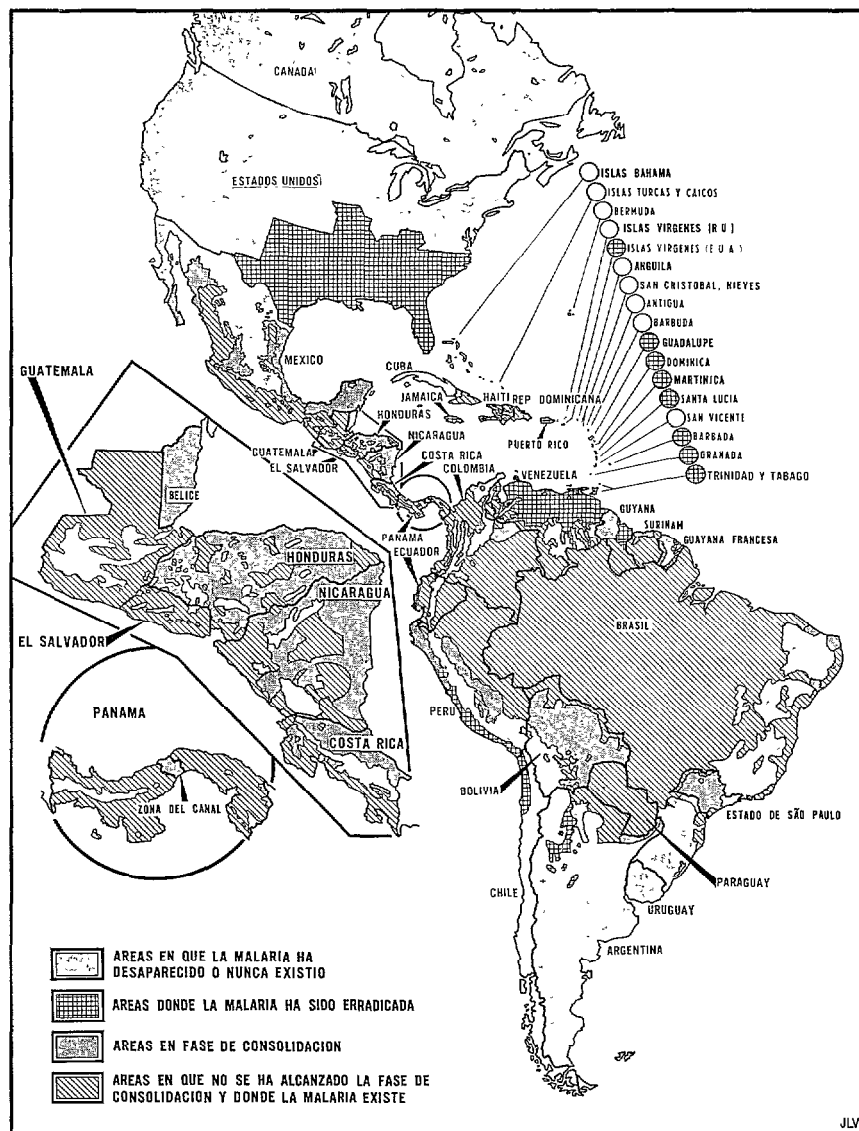 CANADA
ESTADOS UNIDOS
ISLAS BAHAMA
ISLAS TURCAS Y CAICOS
BERMUDA
ISLAS VIRGENES (R U)
ISLAS VIRGENES (E U A)
ANGUILA
SAN CRISTOBAL, NIEVES
ANTIGUA
BARBUDA
GUADALUPE
DOMINICA
MARTINICA
SANTA LUCIA
SAN VICENTE
BARBADA
GRANADA
TRINIDAD Y TABAGO
MEXICO
CUBA
JAMAICA
HAITI
REP DOMINICANA
PUERTO RICO
HONDURAS
NICARAGUA
GUATEMALA
EL SALVADOR
COSTA RICA
COLOMBIA
VENEZUELA
PANAMA
ECUADOR
GUYANA
SURINAM
GUAYANA FRANCESA
BRASIL
PERU
BOLIVIA
ESTADO DE SÃO PAULO
PARAGUAY
CHILE
URUGUAY
ARGENTINA
GUATEMALA
BELICE
HONDURAS
NICARAGUA
EL SALVADOR
COSTA RICA
PANAMA
ZONA DEL CANAL
AREAS EN QUE LA MALARIA HA
DESAPARECIDO O NUNCA EXISTIO
AREAS DONDE LA MALARIA HA SIDO ERRADICADA
AREAS EN FASE DE CONSOLIDACION
AREAS EN QUE NO SE HA ALCANZADO LA FASE DE
CONSOLIDACION Y DONDE LA MALARIA EXISTE
JLV